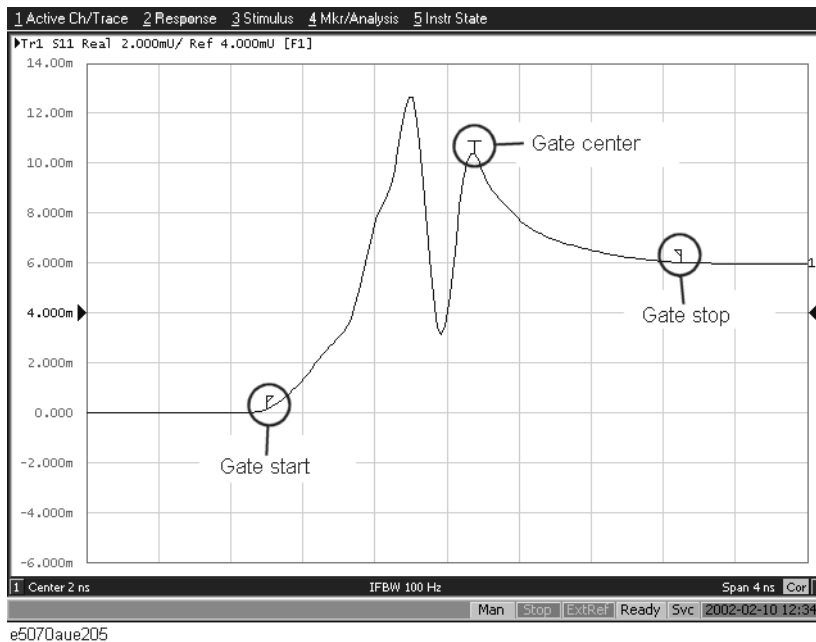 1 Active Ch/Trace 2 Response 3 Stimulus 4 Mkr/Analysis 5 Instr State
Tr1 S11 Real 2.000mU/ Ref 4.000mU [F1]
14.00m
12.00m
Gate center
10.00m
8.000m
6.000m
1
4.000m
Gate stop
2.000m
0.000
Gate start
-2.000m
-4.000m
-6.000m
1 Center 2 ns IFBW 100 Hz Span 4 ns Cor
Man Stop ExtRef Ready Svc 2002-02-10 12:34
e5070aue205